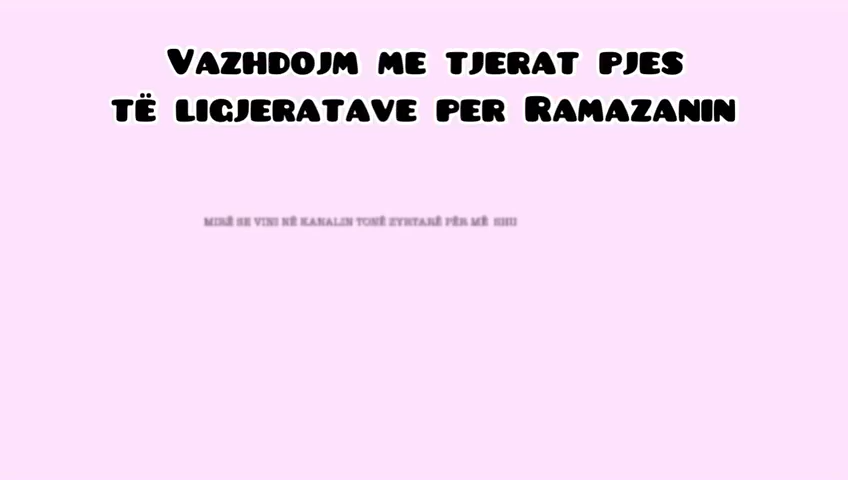 Vazhdojm me tjerat pjes
të ligjeratave per Ramazanin
MIRË SE VINI NË KANALIN TONË ZYRTARË PËR MË SHU